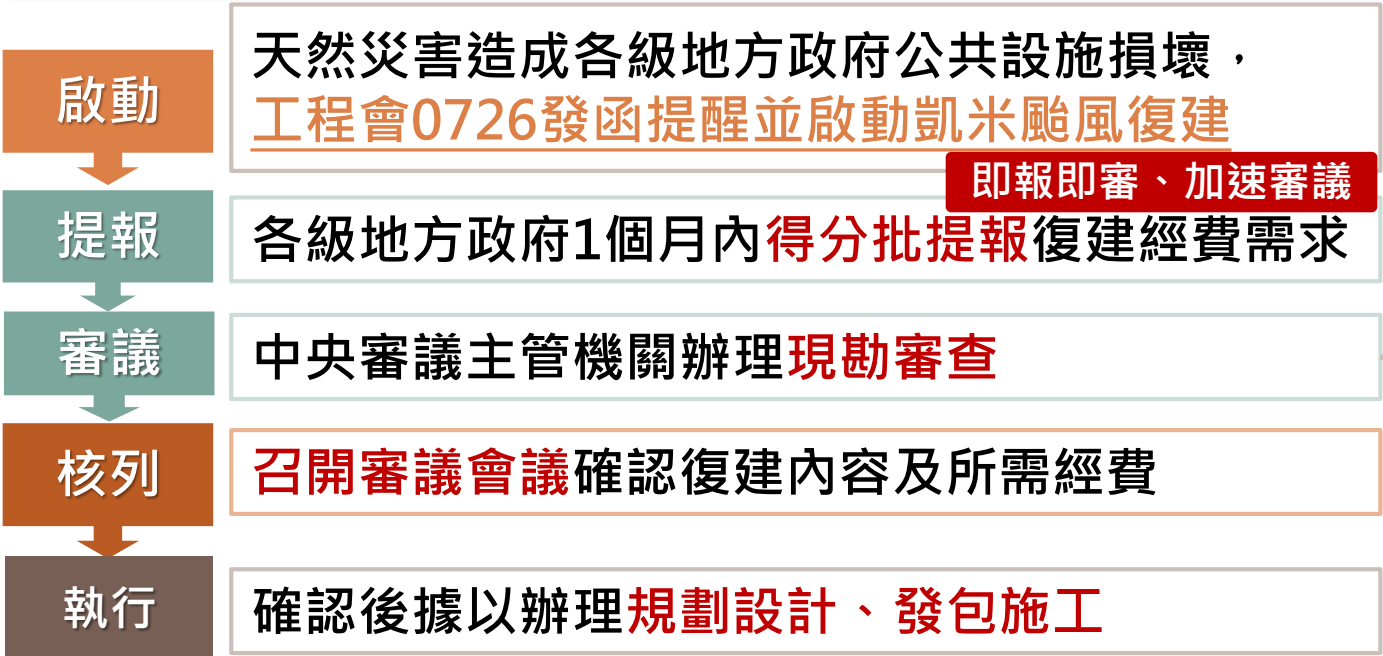 啟動
天然災害造成各級地方政府公共設施損壞，
工程會0726發函提醒並啟動凱米颱風復建
即報即審、加速審議
提報
各級地方政府1個月內得分批提報復建經費需求
審議
中央審議主管機關辦理現勘審查
核列
召開審議會議確認復建內容及所需經費
執行
確認後據以辦理規劃設計、發包施工